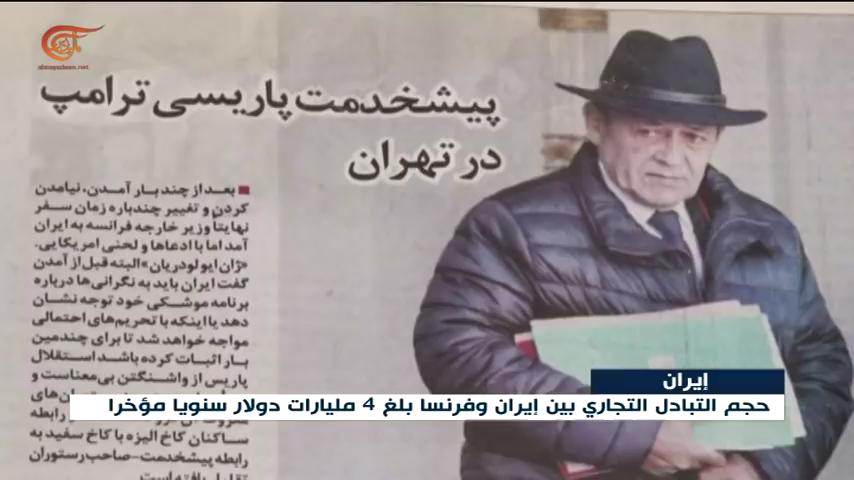 almayadeen.net
پیشخدمت پاریسی ترامپ
در تهران
بعد از چند بار آمدن، نیامدن
کردن و تغییر چندباره زمان سفر
نهایتاً وزیر خارجه فرانسه به ایران
آمد اما با ادعاها و لحنی امریکایی.
«ژان ایو لودریان» البته قبل از آمدن
گفت ایران باید به نگرانی‌ها درباره
برنامه موشکی خود توجه نشان
دهد یا اینکه با تحریم‌های احتمالی
مواجه خواهد شد تا برای چندمین
بار اثبات کرده باشد استقلال
پاریس از واشنگتن بی‌معناست و
رابطه
ساکنان کاخ الیزه با کاخ سفید به
رابطه پیشخدمت-صاحب رستوران
إيران
حجم التبادل التجاري بين إيران وفرنسا بلغ 4 مليارات دولار سنويا مؤخرا